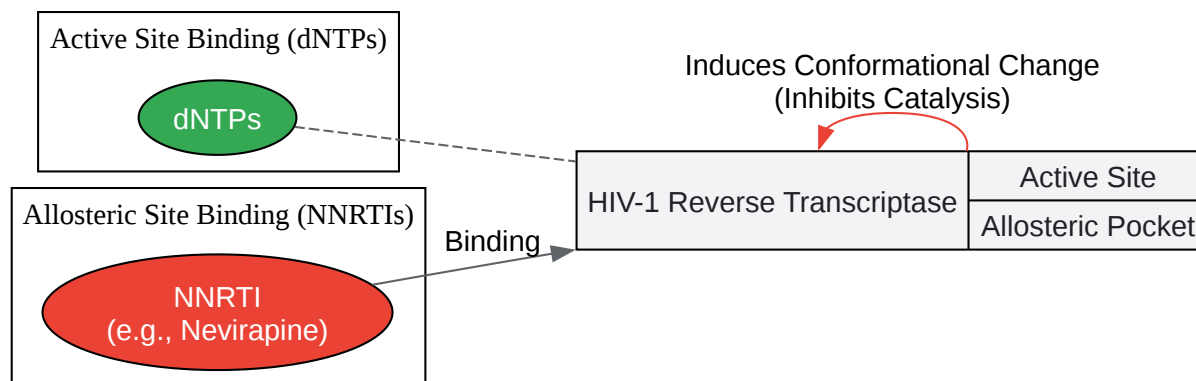 Active Site Binding (dNTPs)
dNTPs
Induces Conformational Change
(Inhibits Catalysis)
HIV-1 Reverse Transcriptase
Active Site
Allosteric Pocket
Allosteric Site Binding (NNRTIs)
Binding
NNRTI
(e.g., Nevirapine)